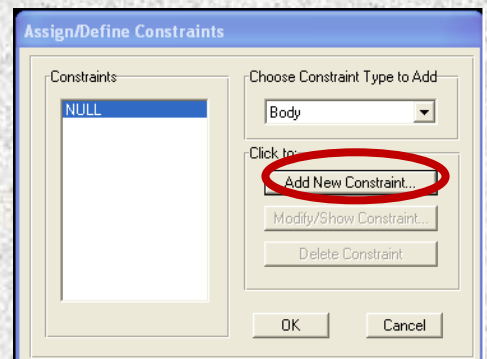 Assign/Define Constraints
Constraints
NULL
Choose Constraint Type to Add
Body
Click to:
Add New Constraint...
Modify/Show Constraint...
Delete Constraint
OK
Cancel